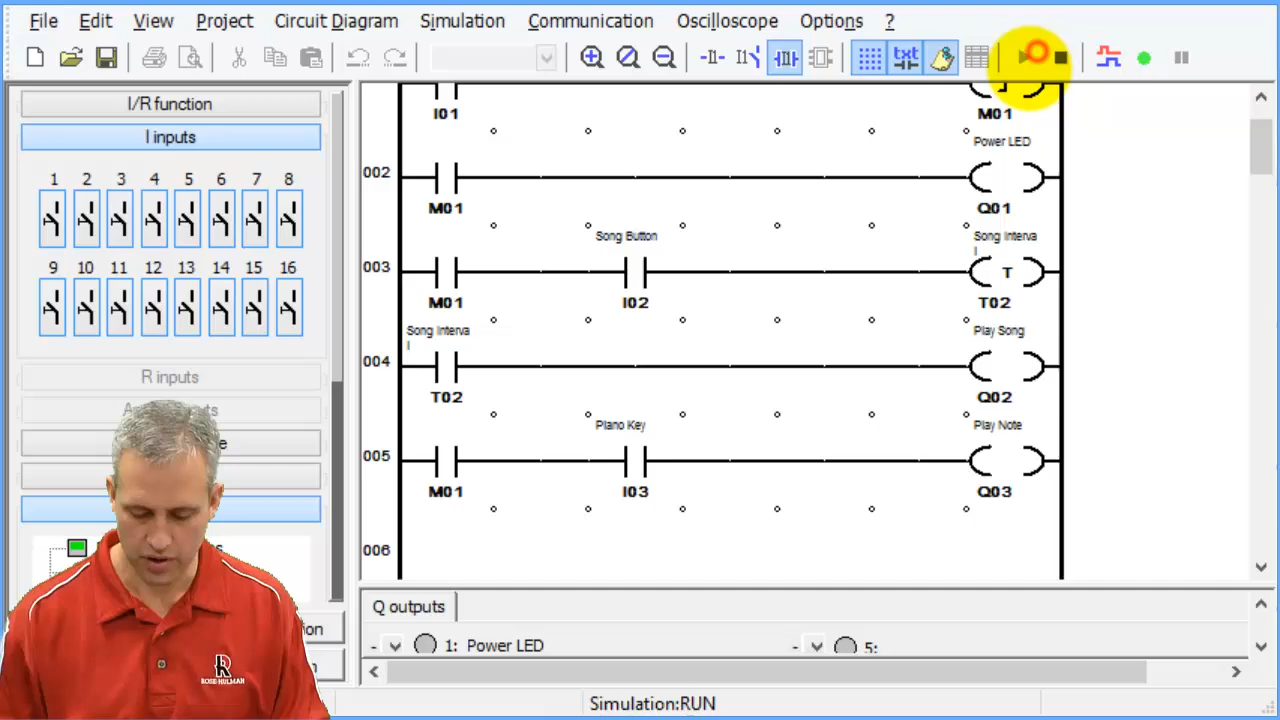 File Edit View Project Circuit Diagram Simulation Communication Oscilloscope Options ?
txt
I/R function
I inputs
1 2 3 4 5 6 7 8
9 10 11 12 13 14 15 16
R inputs
I01
M01
Power LED
002
M01
Q01
Song Button
Song Interva
l
003
T
M01
I02
T02
Song Interva
l
Play Song
004
T02
Q02
Piano Key
Play Note
005
M01
I03
Q03
006
Q outputs
- 1: Power LED
- 5:
Simulation:RUN
ROSE-HULMAN